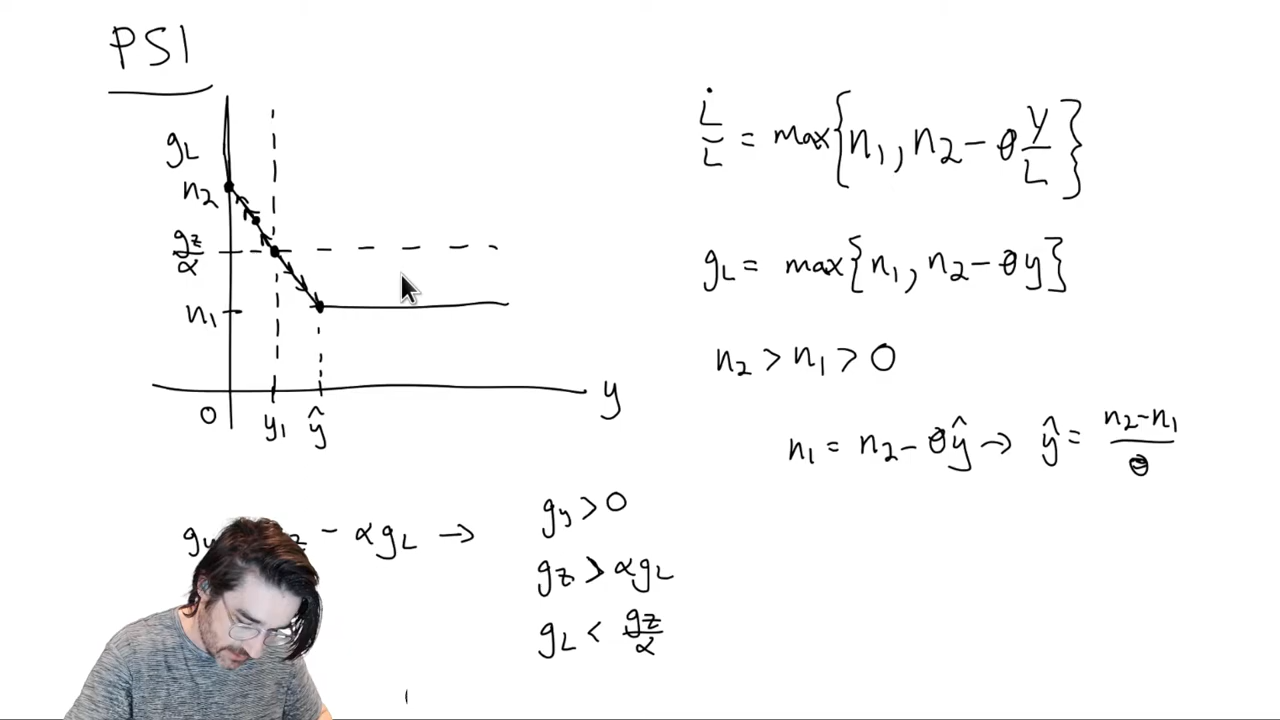 PS1
gL
n2
gz/α
n1
0 y1 ŷ y
L̇/L = max{n1, n2 - θ Y/L}
gL = max{n1, n2 - θy}
n2 > n1 > 0
n1 = n2 - θŷ → ŷ = (n2-n1)/θ
- αgL → gy > 0
gz > αgL
gL < gz/α